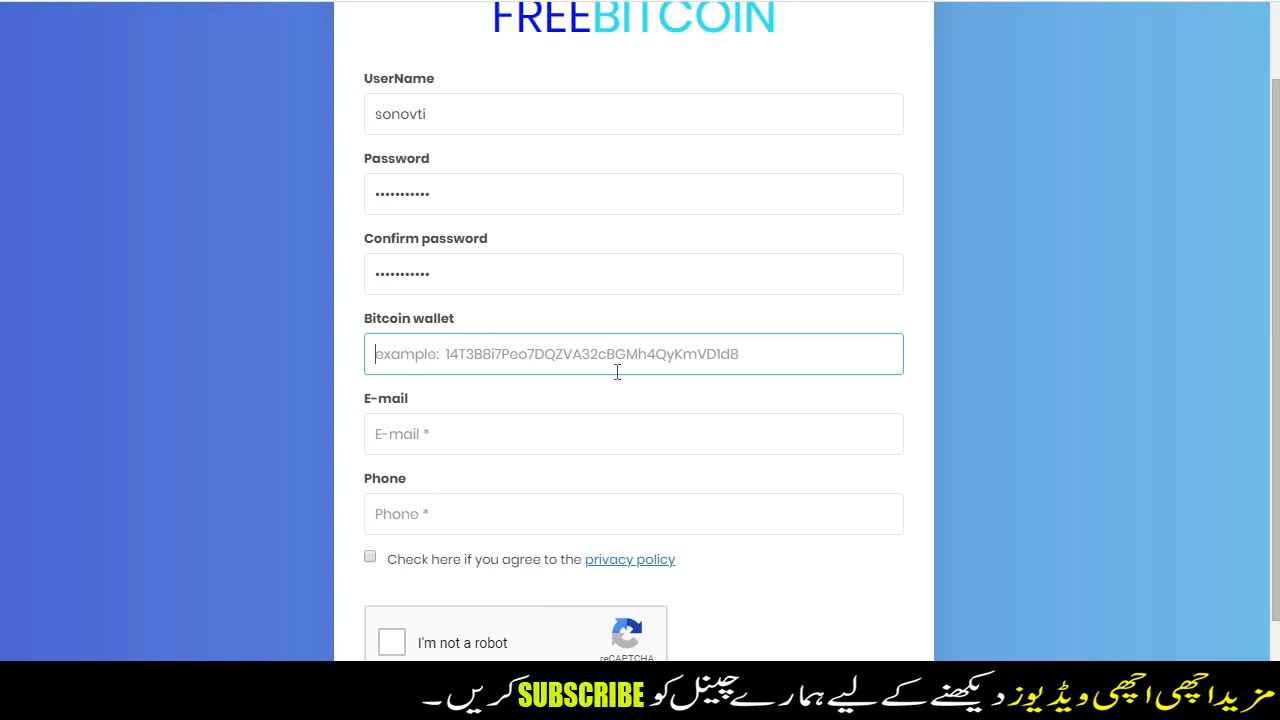 FREEBITCOIN
UserName
sonovti
Password
•••••••••••
Confirm password
•••••••••••
Bitcoin wallet
example: 14T3B8i7Peo7DQZVA32cBGMh4QyKmVD1d8
E-mail
E-mail *
Phone
Phone *
Check here if you agree to the privacy policy
I'm not a robot
reCAPTCHA
مزید اچھی اچھی ویڈیوز دیکھنے کے لیے ہمارے چینل کو SUBSCRIBE کریں۔